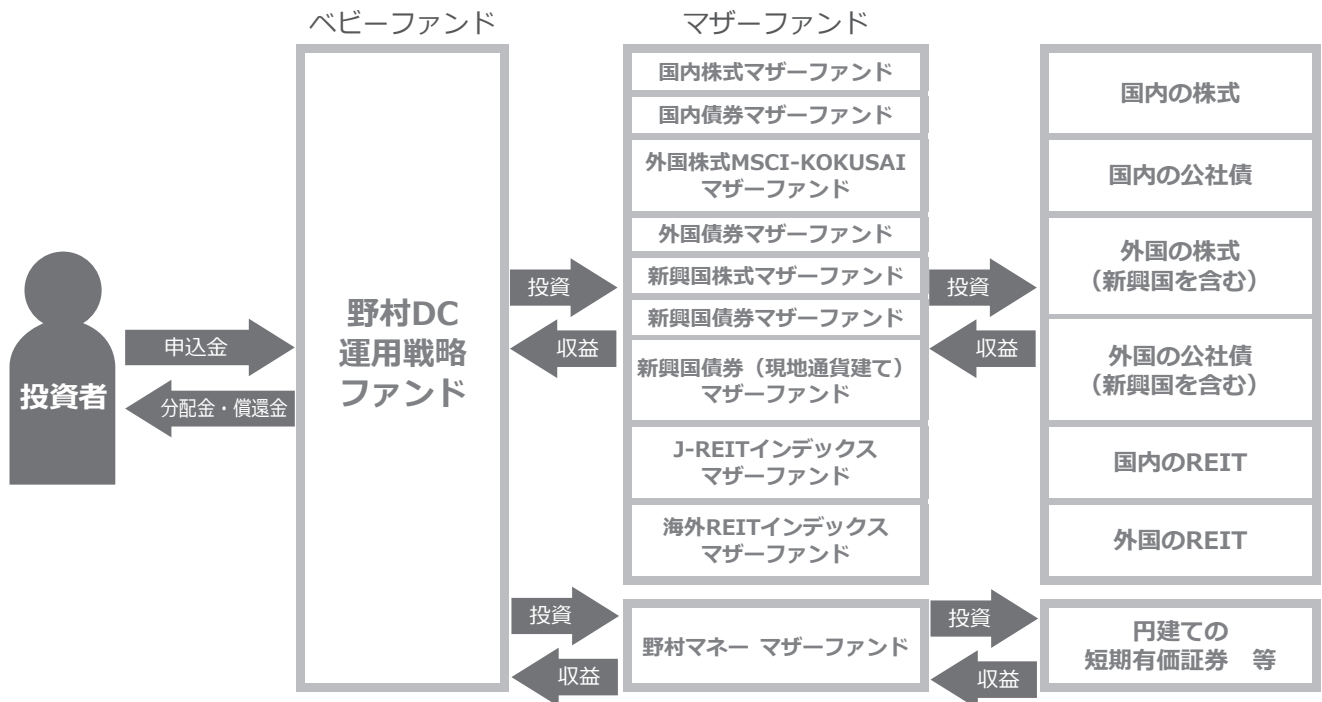 ベビーファンド
マザーファンド
投資者
申込金
分配金・償還金
野村DC
運用戦略
ファンド
投資
収益
国内株式マザーファンド
国内債券マザーファンド
外国株式MSCI-KOKUSAI
マザーファンド
外国債券マザーファンド
新興国株式マザーファンド
新興国債券マザーファンド
新興国債券（現地通貨建て）
マザーファンド
J-REITインデックス
マザーファンド
海外REITインデックス
マザーファンド
投資
収益
国内の株式
国内の公社債
外国の株式
（新興国を含む）
外国の公社債
（新興国を含む）
国内のREIT
外国のREIT
投資
収益
野村マネー マザーファンド
投資
収益
円建ての
短期有価証券　等